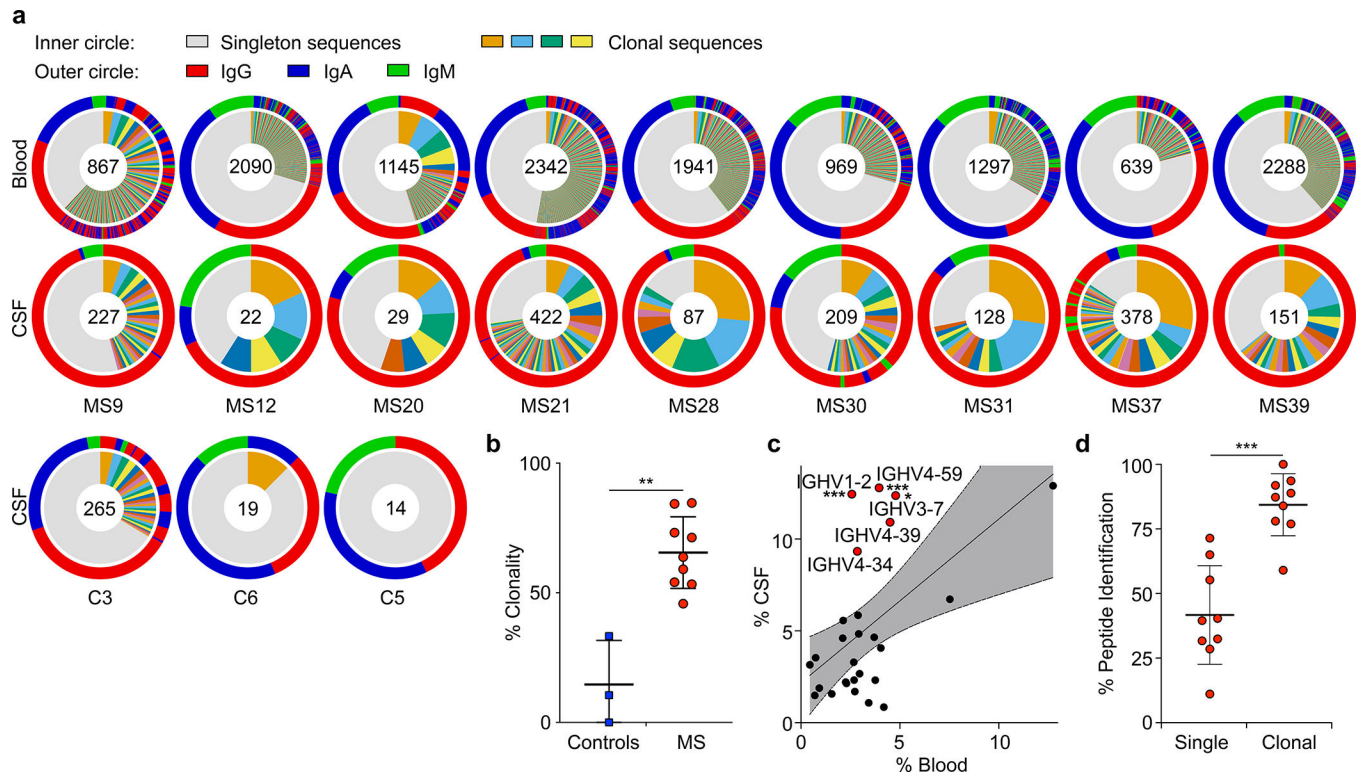 a
Inner circle: Singleton sequences Clonal sequences
Outer circle: IgG IgA IgM
Blood 867 2090 1145 2342 1941 969 1297 639 2288
CSF 227 22 29 422 87 209 128 378 151
MS9 MS12 MS20 MS21 MS28 MS30 MS31 MS37 MS39
CSF 265 19 14
C3 C6 C5
b
% Clonality
100
50
0
**
Controls MS
c
% CSF
10
5
0
IGHV4-59
IGHV1-2
***
***
*
IGHV3-7
IGHV4-39
IGHV4-34
0 5 10
% Blood
d
% Peptide Identification
100
75
50
25
0
***
Single Clonal